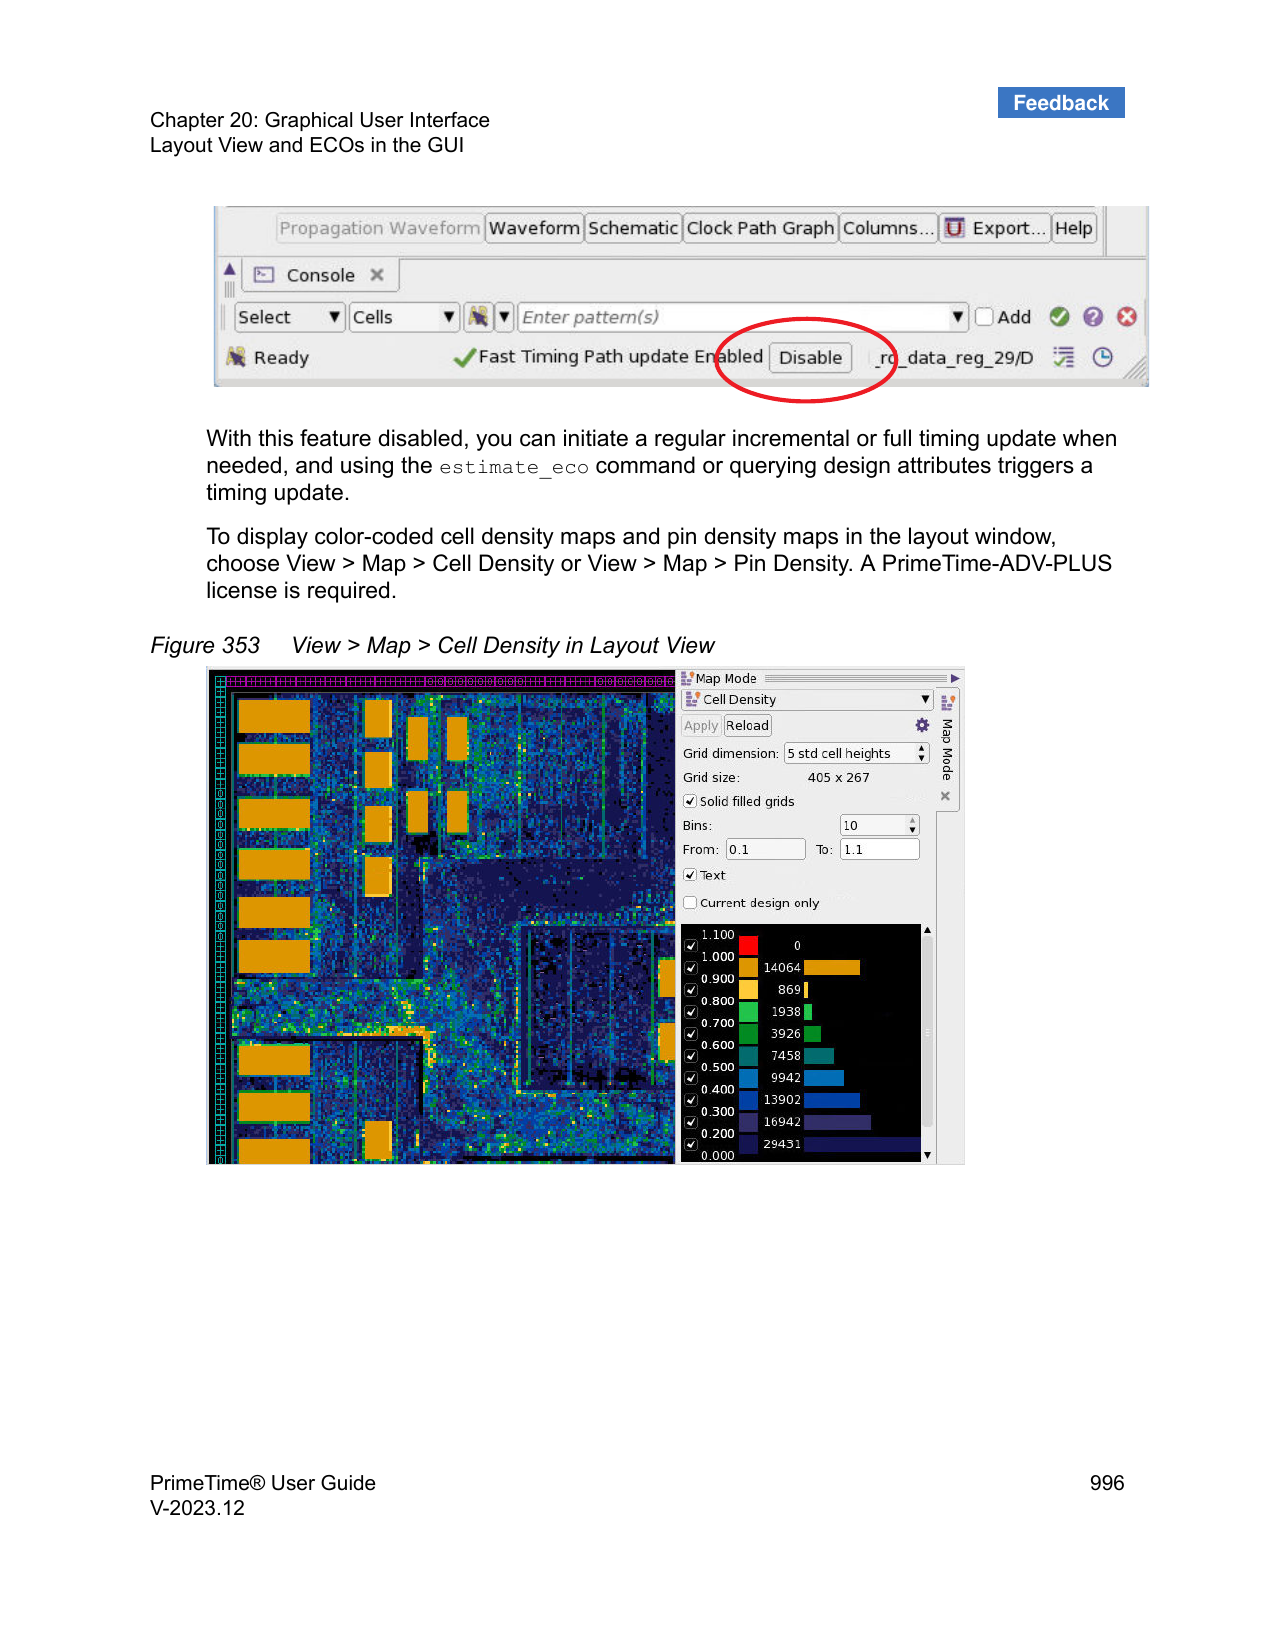 Feedback
Chapter 20: Graphical User Interface
Layout View and ECOs in the GUI
Propagation Waveform Waveform Schematic Clock Path Graph Columns... Export... Help
Console
Select Cells Enter pattern(s) Add
Ready Fast Timing Path update Enabled Disable _rd_data_reg_29/D
With this feature disabled, you can initiate a regular incremental or full timing update when
needed, and using the estimate_eco command or querying design attributes triggers a
timing update.
To display color-coded cell density maps and pin density maps in the layout window,
choose View > Map > Cell Density or View > Map > Pin Density. A PrimeTime-ADV-PLUS
license is required.
Figure 353 View > Map > Cell Density in Layout View
Map Mode
Cell Density
Apply Reload
Map Mode
Grid dimension: 5 std cell heights
Grid size: 405 x 267
Solid filled grids
Bins: 10
From: 0.1 To: 1.1
Text
Current design only
1.100
0
1.000
14064
0.900
869
0.800
1938
0.700
3926
0.600
7458
0.500
9942
0.400
13902
0.300
16942
0.200
29431
0.000
PrimeTime® User Guide 996
V-2023.12